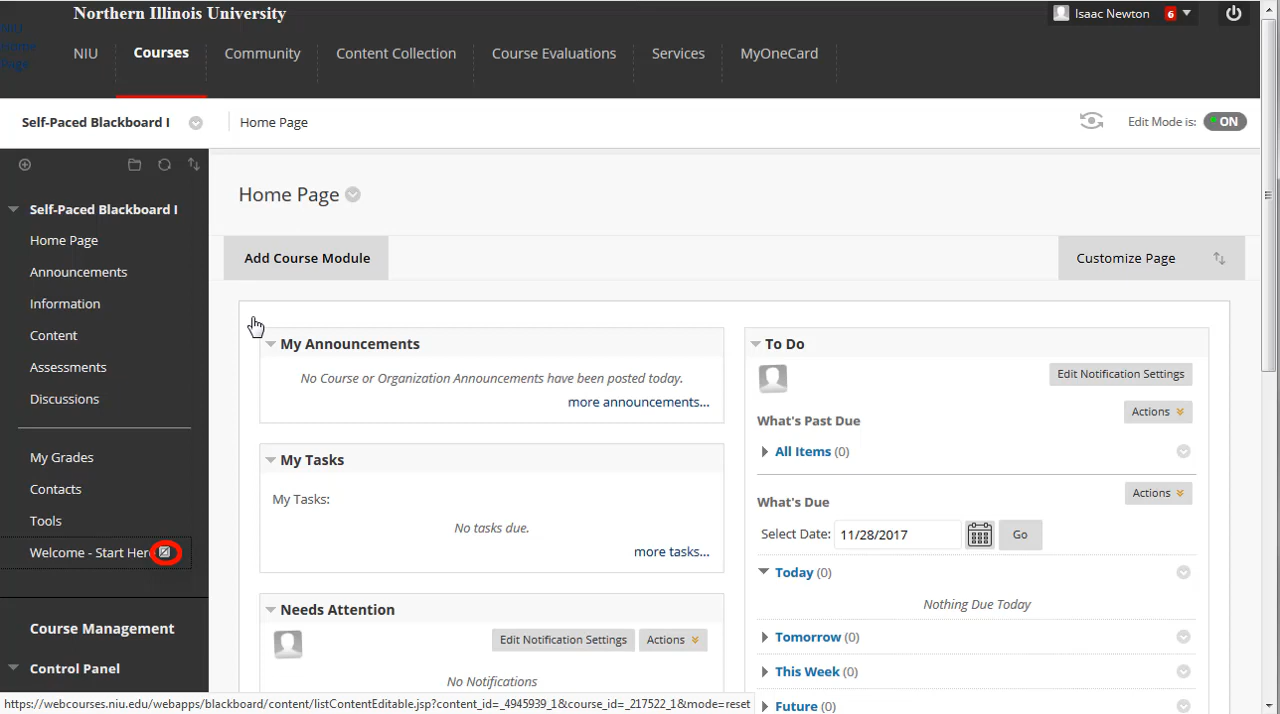 Northern Illinois University
Isaac Newton 6
NIU
Home
Page
NIU Courses Community Content Collection Course Evaluations Services MyOneCard
Self-Paced Blackboard I Home Page Edit Mode is: ON
Self-Paced Blackboard I
Home Page
Announcements
Information
Content
Assessments
Discussions
My Grades
Contacts
Tools
Welcome - Start Her
Course Management
Control Panel
Home Page
Add Course Module Customize Page
My Announcements
No Course or Organization Announcements have been posted today.
more announcements...
My Tasks
My Tasks:
No tasks due.
more tasks...
Needs Attention
Edit Notification Settings Actions
No Notifications
To Do
Edit Notification Settings
Actions
What's Past Due
All Items (0)
Actions
What's Due
Select Date: 11/28/2017 Go
Today (0)
Nothing Due Today
Tomorrow (0)
This Week (0)
Future (0)
https://webcourses.niu.edu/webapps/blackboard/content/listContentEditable.jsp?content_id=_4945939_1&course_id=_217522_1&mode=reset